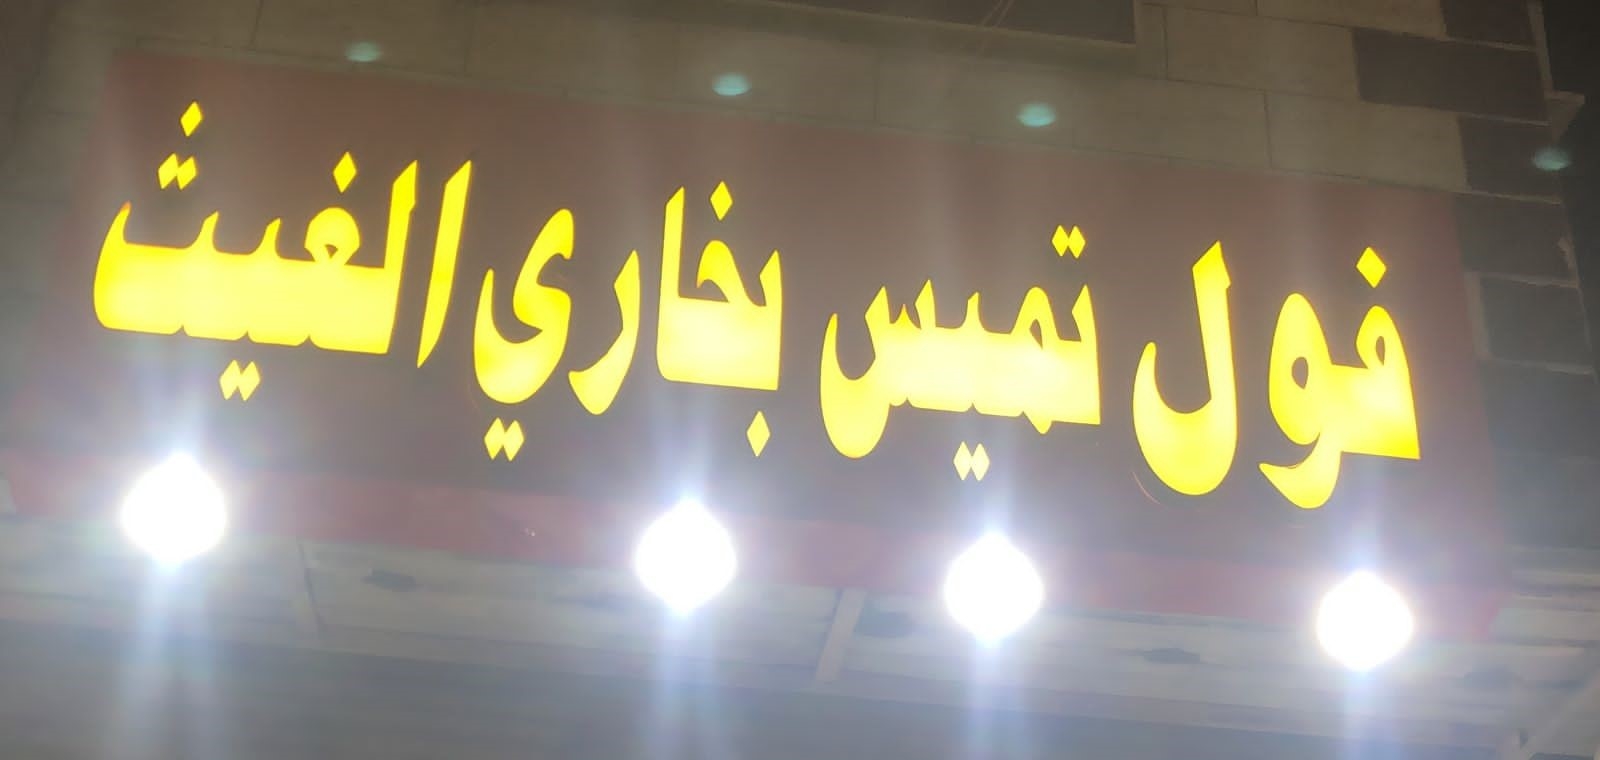 فول تميس بخاري الغيث